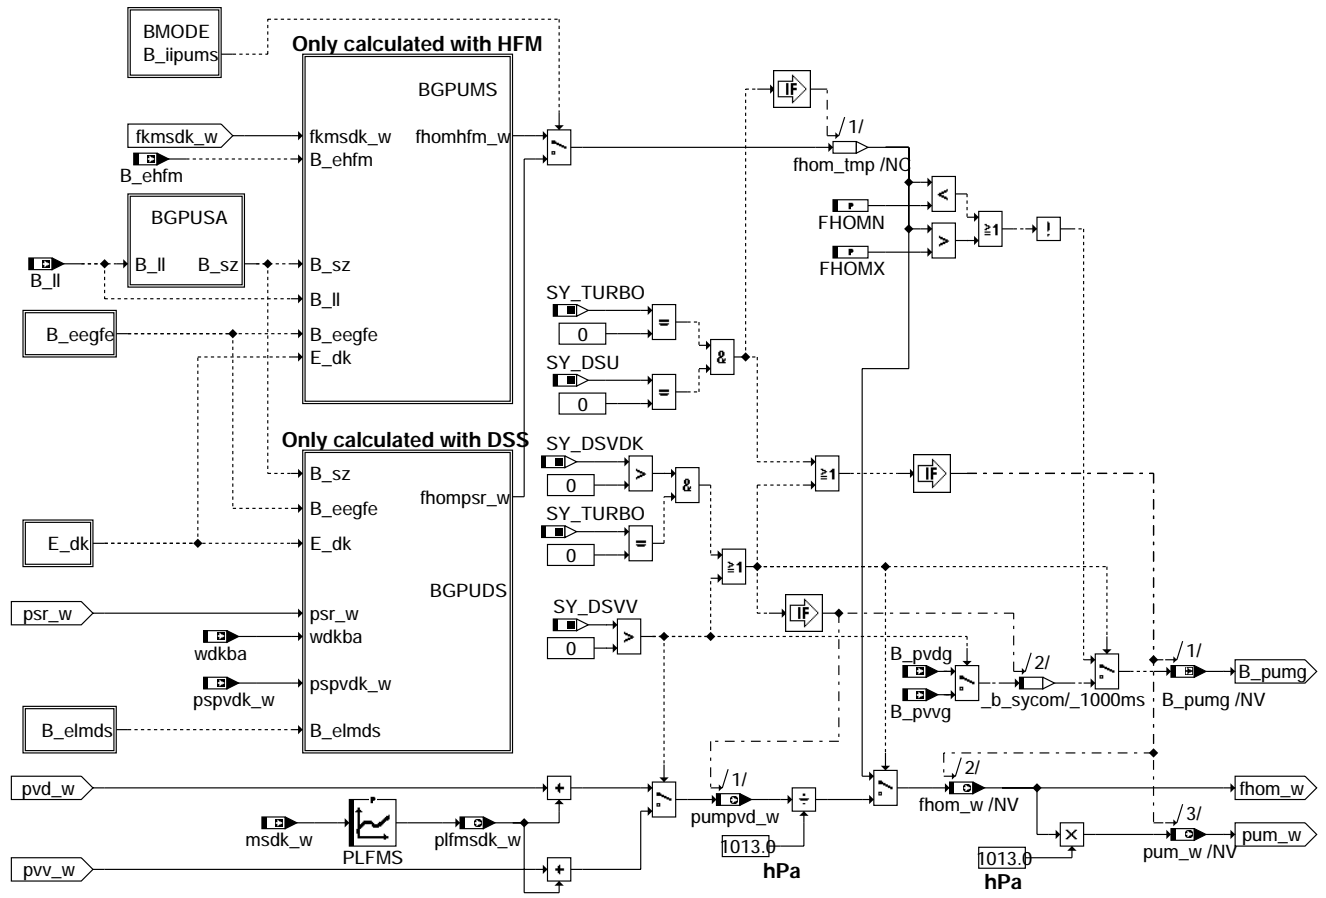 BMODE
B_iipums
Only calculated with HFM
BGPUMS
IF
fkmsdk_w
fkmsdk_w
fhomhfm_w
/1/
B_ehfm
B_ehfm
fhom_tmp /NC
BGPUSA
FHOMN
<
≥1
!
B_ll
B_ll
B_sz
B_sz
>
FHOMX
B_ll
SY_TURBO
0
=
B_eegfe
B_eegfe
E_dk
&
SY_DSU
0
=
Only calculated with DSS
SY_DSVDK
0
>
&
≥1
IF
B_sz
fhompsr_w
B_eegfe
SY_TURBO
0
=
E_dk
E_dk
≥1
BGPUDS
SY_DSVV
0
>
IF
psr_w
psr_w
wdkba
wdkba
B_pvdg
/2/
/1/
B_pumg
pspvdk_w
pspvdk_w
B_pvvg
_b_sycom/_1000ms
B_pumg /NV
B_elmds
B_elmds
pvd_w
+
/1/
/2/
fhom_w
pumpvd_w
÷
fhom_w /NV
msdk_w
PLFMS
plfmsdk_w
/3/
pum_w
1013.0
hPa
1013.0
hPa
×
pum_w /NV
pvv_w
+